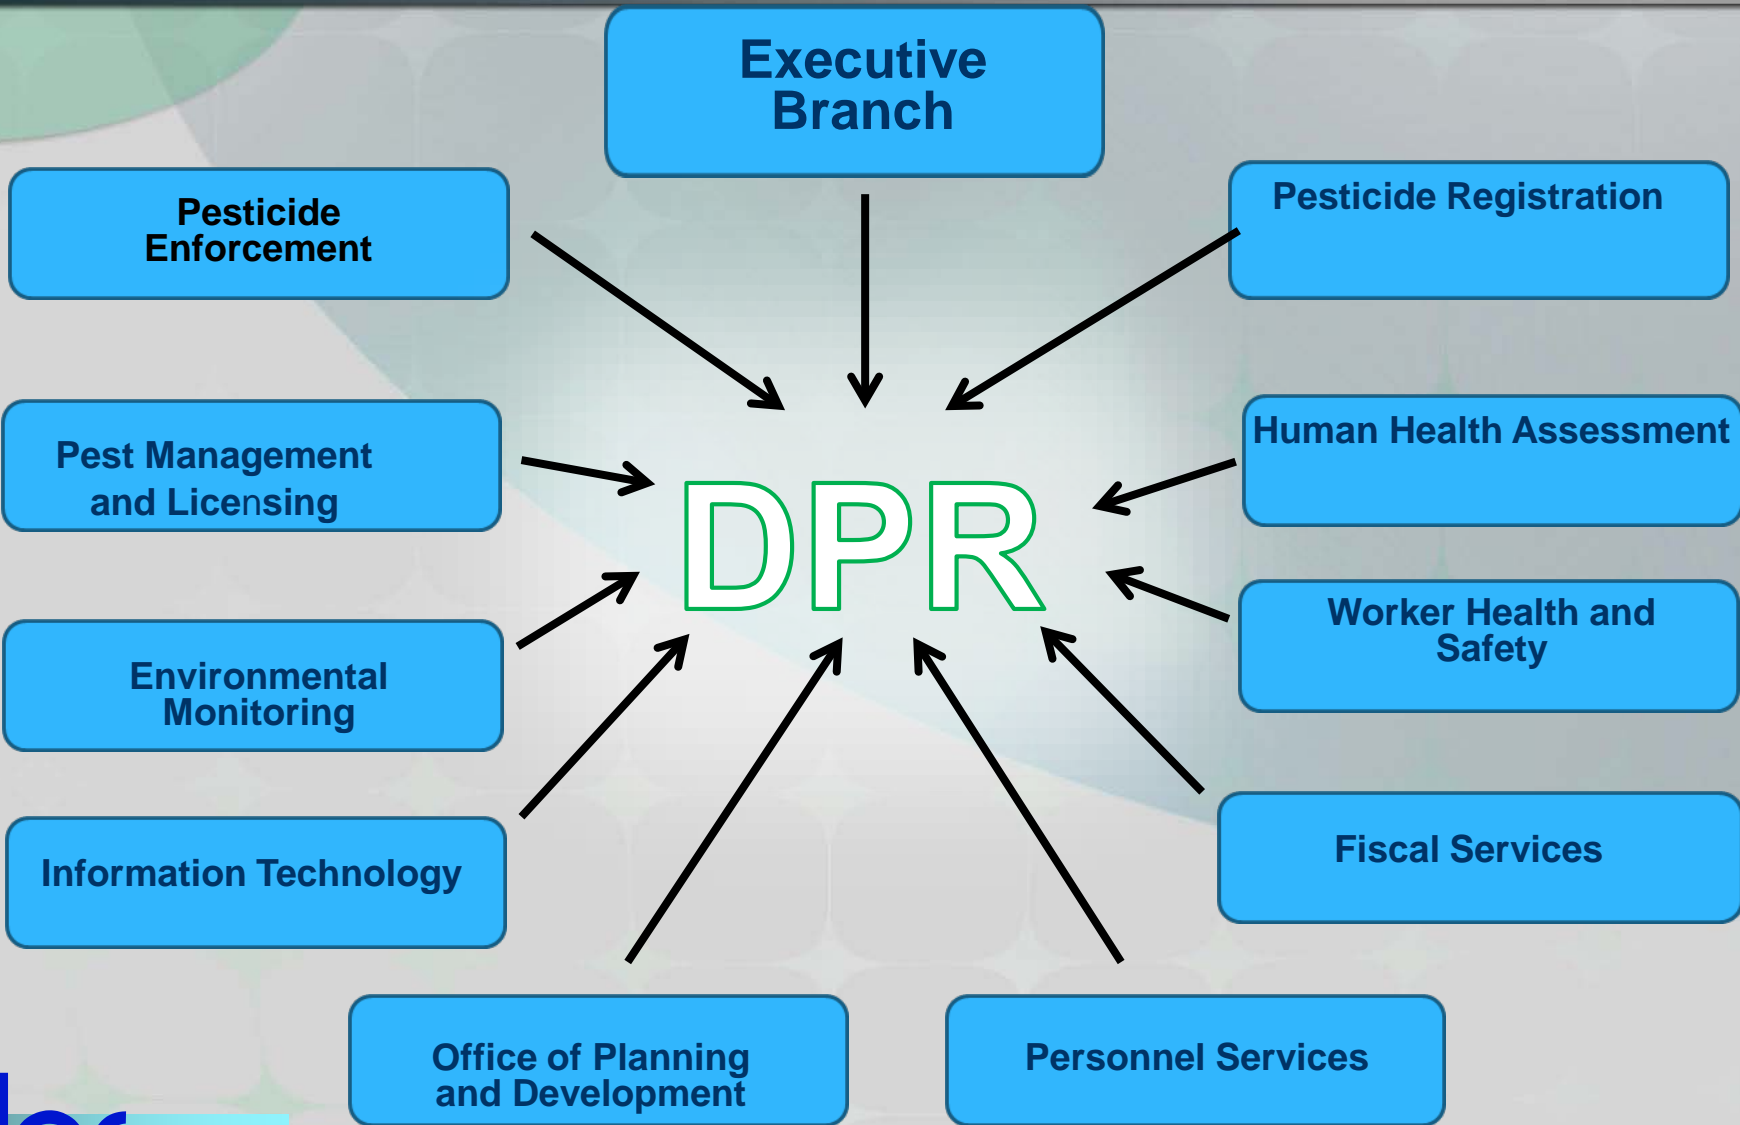 Executive
Branch
Pesticide
Enforcement
Pesticide Registration
Pest Management
and Licensing
Human Health Assessment
DPR
Environmental
Monitoring
Worker Health and
Safety
Information Technology
Fiscal Services
Office of Planning
and Development
Personnel Services